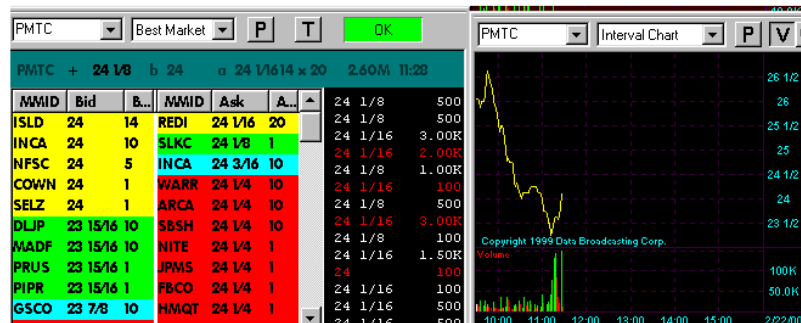 PMTC Best Market P T OK
PMTC + 24 1/8 b 24 a 24 1/16 14 x 20 2.60M 11:28
MMID Bid B... MMID Ask A...
ISLD 24 14 REDI 24 1/16 20
INCA 24 10 SLKC 24 1/8 1
NFSC 24 5 INCA 24 3/16 10
COWN 24 1 WARR 24 1/4 10
SELZ 24 1 ARCA 24 1/4 10
DLJP 23 15/16 10 SBSH 24 1/4 10
MADF 23 15/16 10 NITE 24 1/4 1
PRUS 23 15/16 1 JPMS 24 1/4 1
PIPR 23 15/16 1 FBCO 24 1/4 1
GSCO 23 7/8 10 HMQT 24 1/4 1
24 1/8 500
24 1/8 500
24 1/16 3.00K
24 1/16 2.00K
24 1/8 1.00K
24 1/16 100
24 1/8 500
24 1/16 3.00K
24 1/8 100
24 1/16 1.50K
24 100
24 1/16 100
24 1/16 500
24 1/16 500
PMTC Interval Chart P V
26 1/2
26
25 1/2
25
24 1/2
24
23 1/2
Copyright 1999 Data Broadcasting Corp.
Volume
100K
50.0K
10:00 11:00 12:00 13:00 14:00 15:00 2/22/00